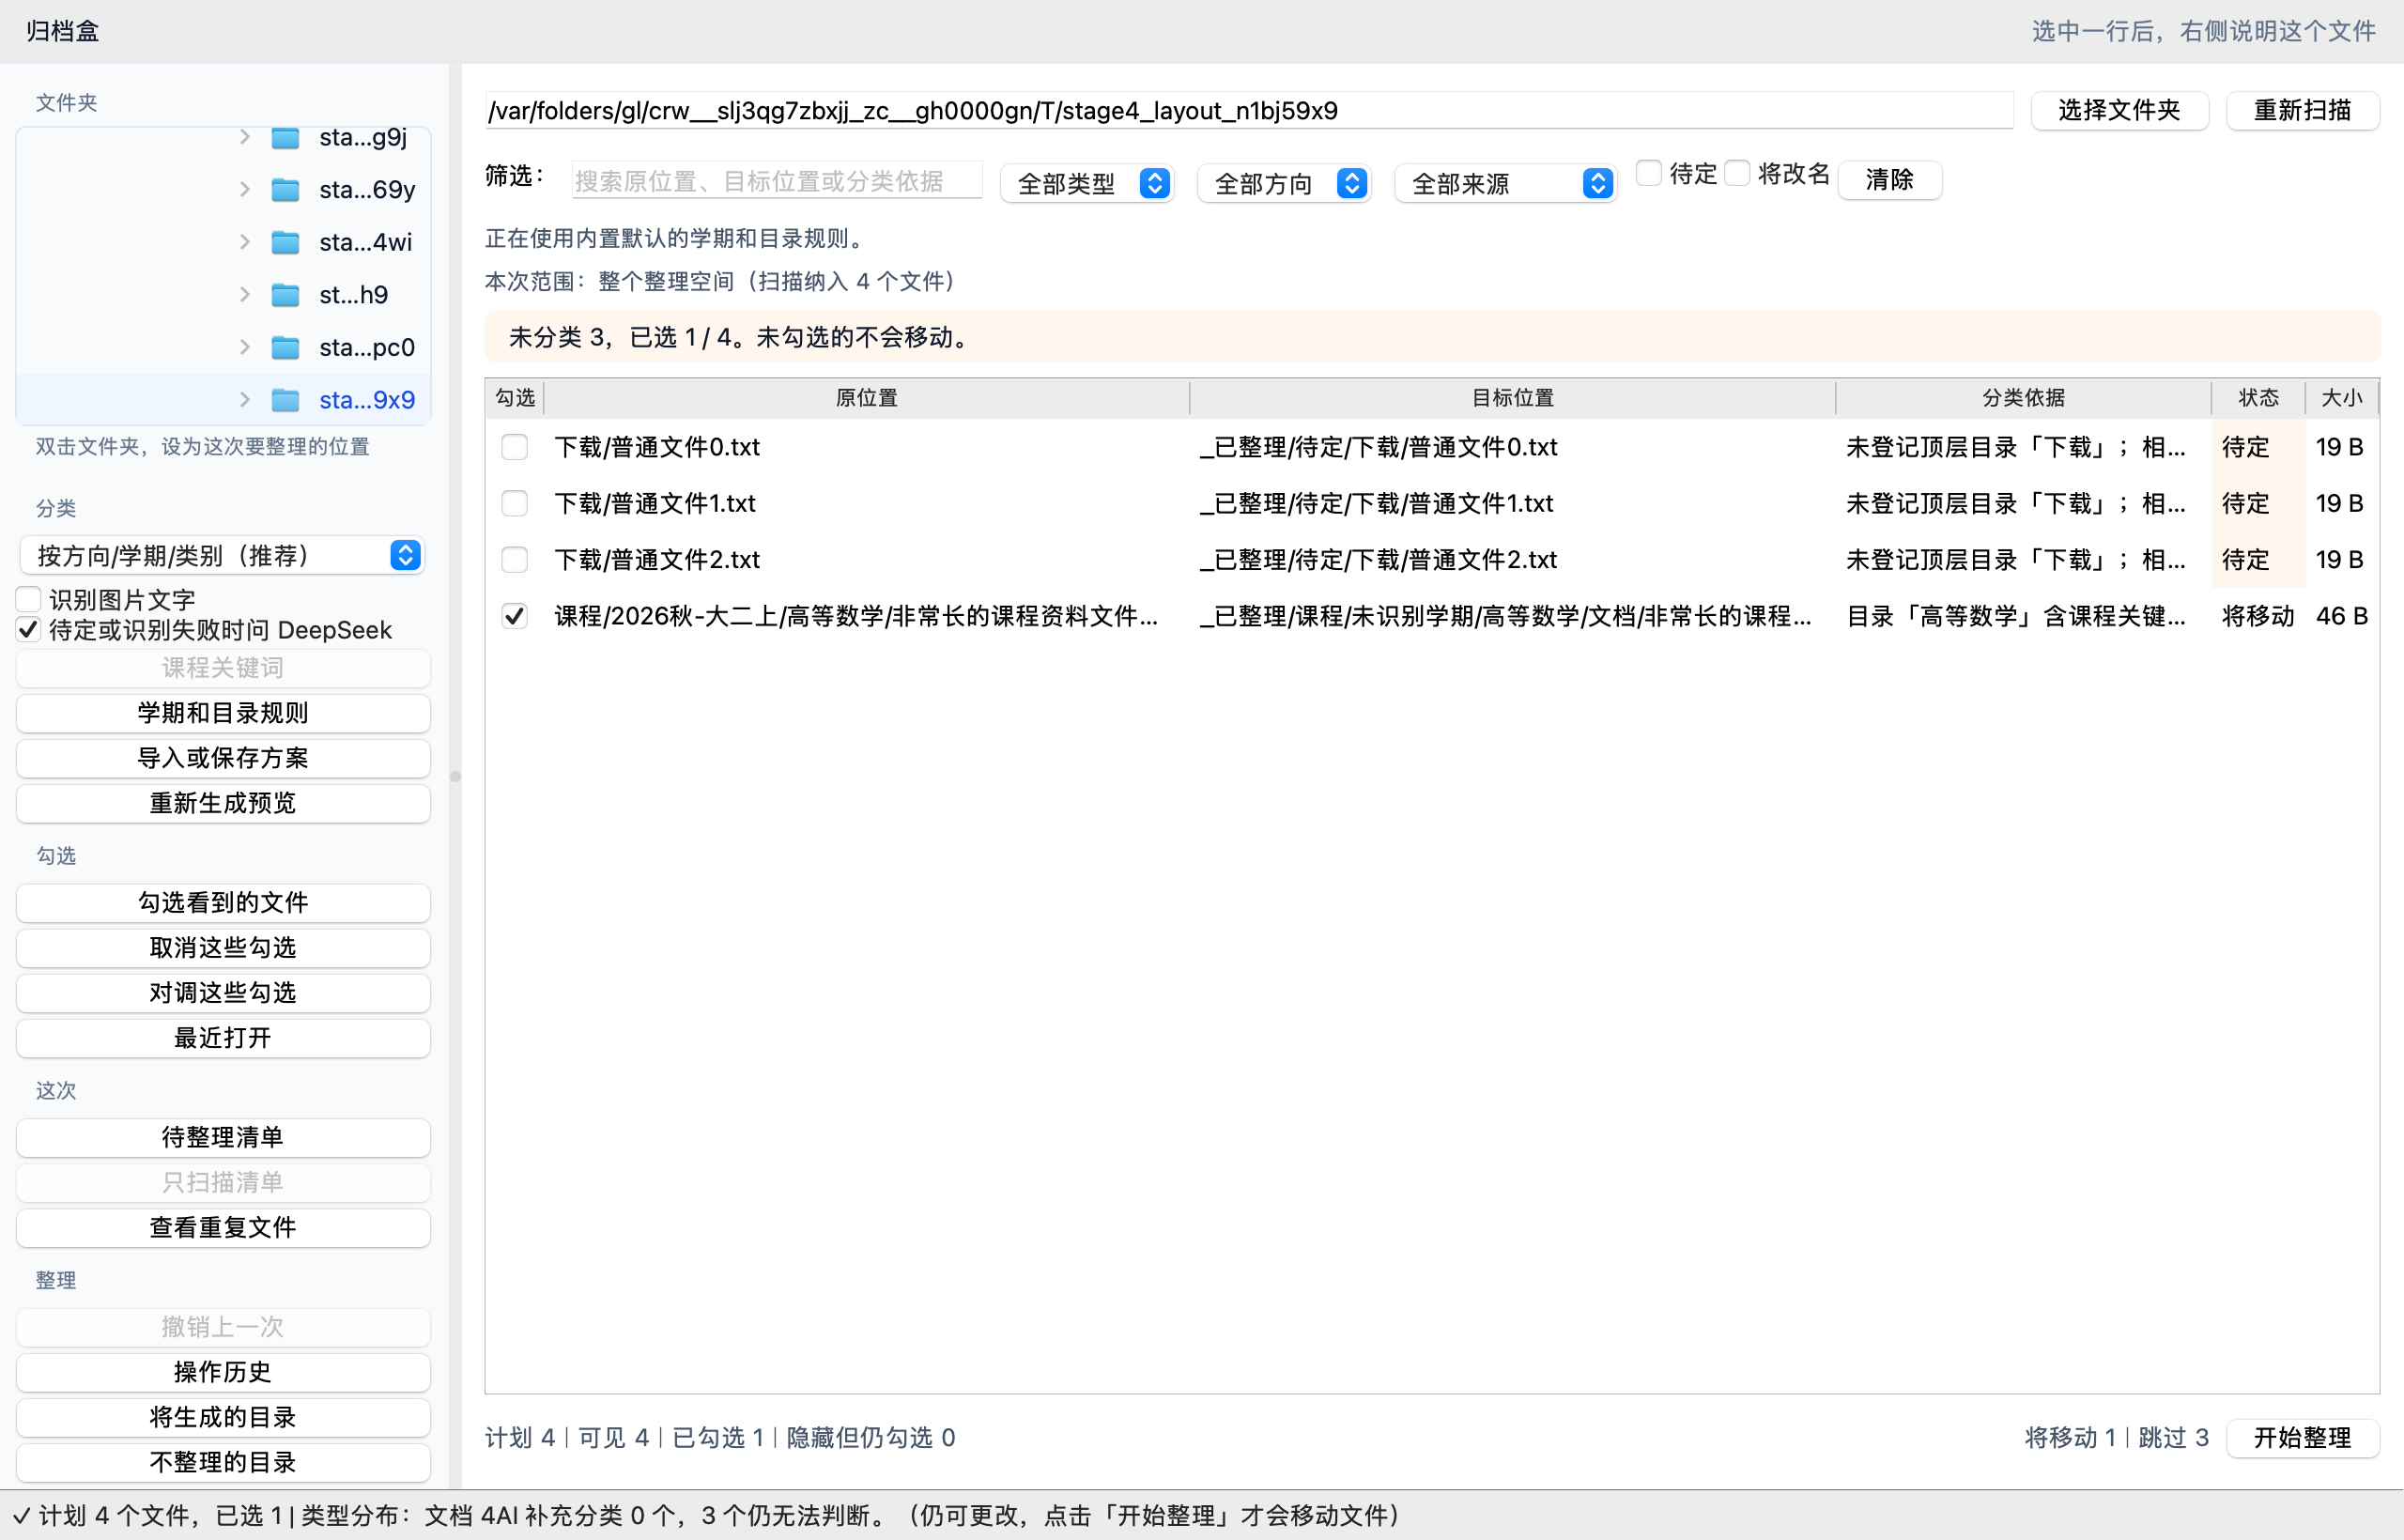 归档盒
选中一行后，右侧说明这个文件
文件夹
sta...g9j
sta...69y
sta...4wi
st...h9
sta...pc0
sta...9x9
双击文件夹，设为这次要整理的位置
分类
按方向/学期/类别（推荐）
识别图片文字
待定或识别失败时问 DeepSeek
课程关键词
学期和目录规则
导入或保存方案
重新生成预览
勾选
勾选看到的文件
取消这些勾选
对调这些勾选
最近打开
这次
待整理清单
只扫描清单
查看重复文件
整理
撤销上一次
操作历史
将生成的目录
不整理的目录
/var/folders/gl/crw__slj3qg7zbxjj_zc__gh0000gn/T/stage4_layout_n1bj59x9
选择文件夹
重新扫描
筛选：
搜索原位置、目标位置或分类依据
全部类型
全部方向
全部来源
待定
将改名
清除
正在使用内置默认的学期和目录规则。
本次范围：整个整理空间（扫描纳入 4 个文件）
未分类 3，已选 1 / 4。未勾选的不会移动。
勾选 原位置 目标位置 分类依据 状态 大小
下载/普通文件0.txt _已整理/待定/下载/普通文件0.txt 未登记顶层目录「下载」；相... 待定 19 B
下载/普通文件1.txt _已整理/待定/下载/普通文件1.txt 未登记顶层目录「下载」；相... 待定 19 B
下载/普通文件2.txt _已整理/待定/下载/普通文件2.txt 未登记顶层目录「下载」；相... 待定 19 B
课程/2026秋-大二上/高等数学/非常长的课程资料文件... _已整理/课程/未识别学期/高等数学/文档/非常长的课程... 目录「高等数学」含课程关键... 将移动 46 B
计划 4 | 可见 4 | 已勾选 1 | 隐藏但仍勾选 0
将移动 1 | 跳过 3
开始整理
✓ 计划 4 个文件，已选 1 | 类型分布：文档 4AI 补充分类 0 个，3 个仍无法判断。（仍可更改，点击「开始整理」才会移动文件）